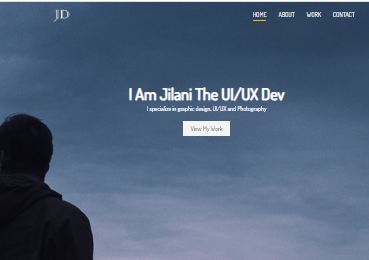 JD
HOME ABOUT WORK CONTACT
I Am Jilani The UI/UX Dev
I specialize in graphic design, UI/UX and Photography
View My Work